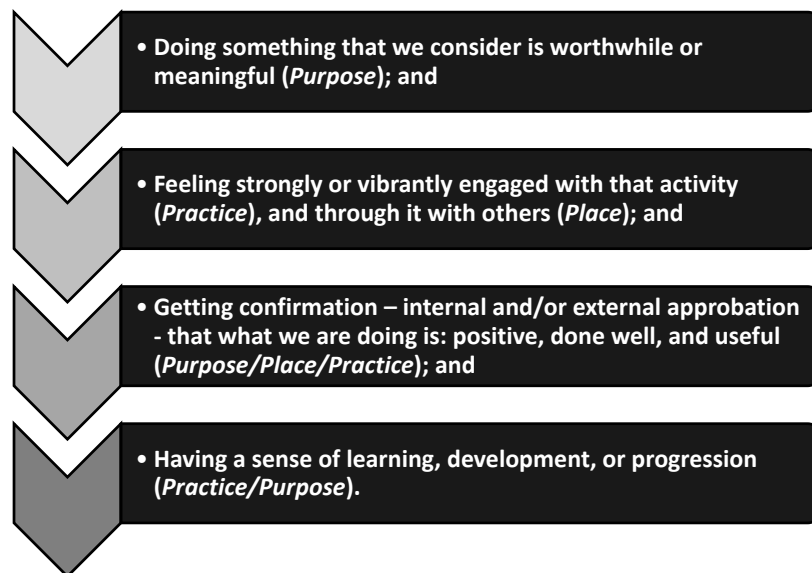 • Doing something that we consider is worthwhile or
meaningful (Purpose); and
• Feeling strongly or vibrantly engaged with that activity
(Practice), and through it with others (Place); and
• Getting confirmation – internal and/or external approbation
- that what we are doing is: positive, done well, and useful
(Purpose/Place/Practice); and
• Having a sense of learning, development, or progression
(Practice/Purpose).